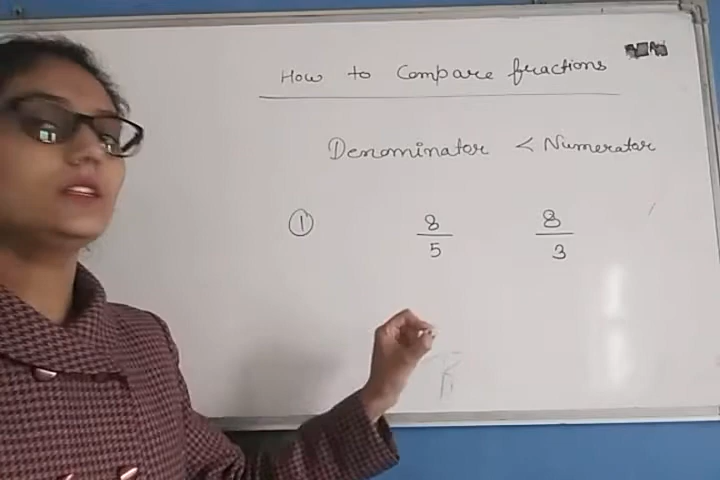 How to Compare fractions
Denominator < Numerator
① 8/5 8/3